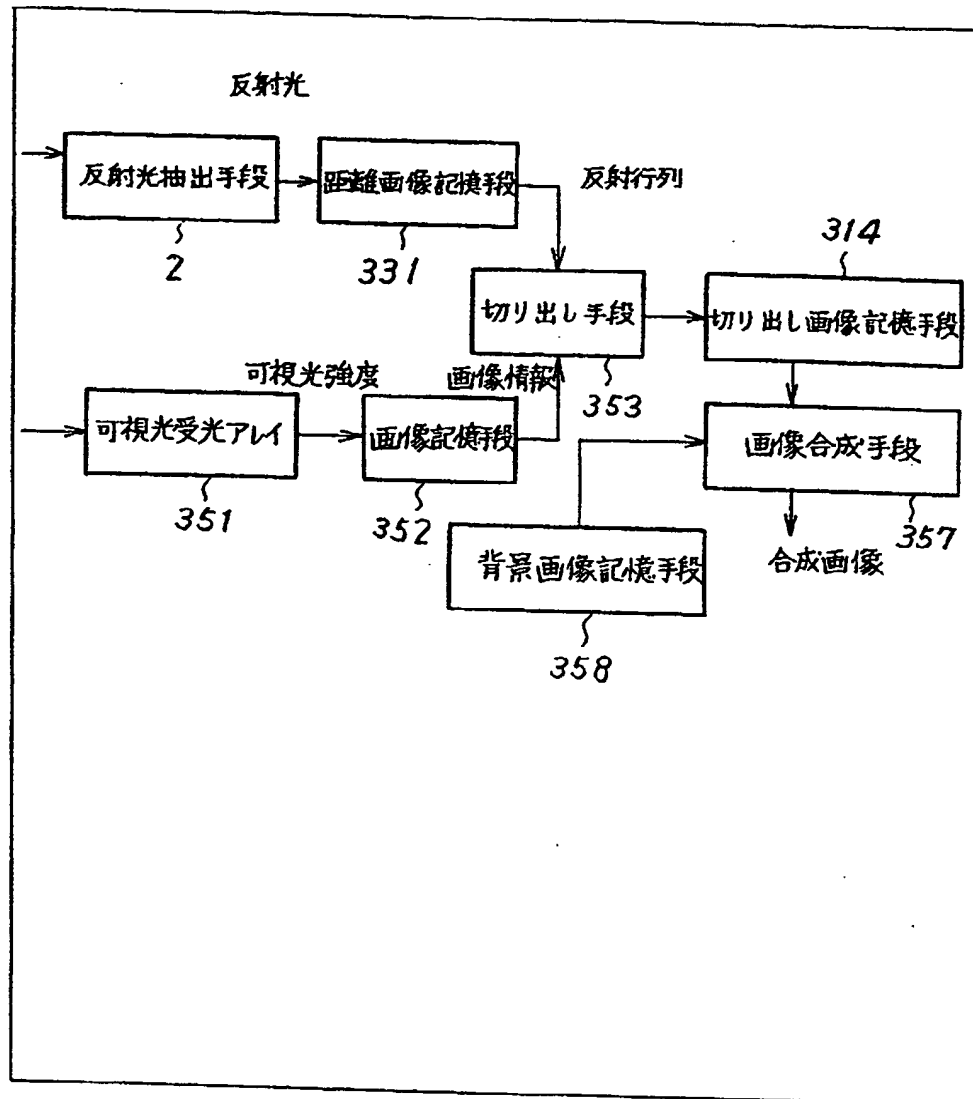 反射光
反射光抽出手段
距離画像記憶手段
反射行列
2
331
314
切り出し手段
切り出し画像記憶手段
可視光強度
画像情報
353
可視光受光アレイ
画像記憶手段
画像合成手段
351
352
357
背景画像記憶手段
合成画像
358